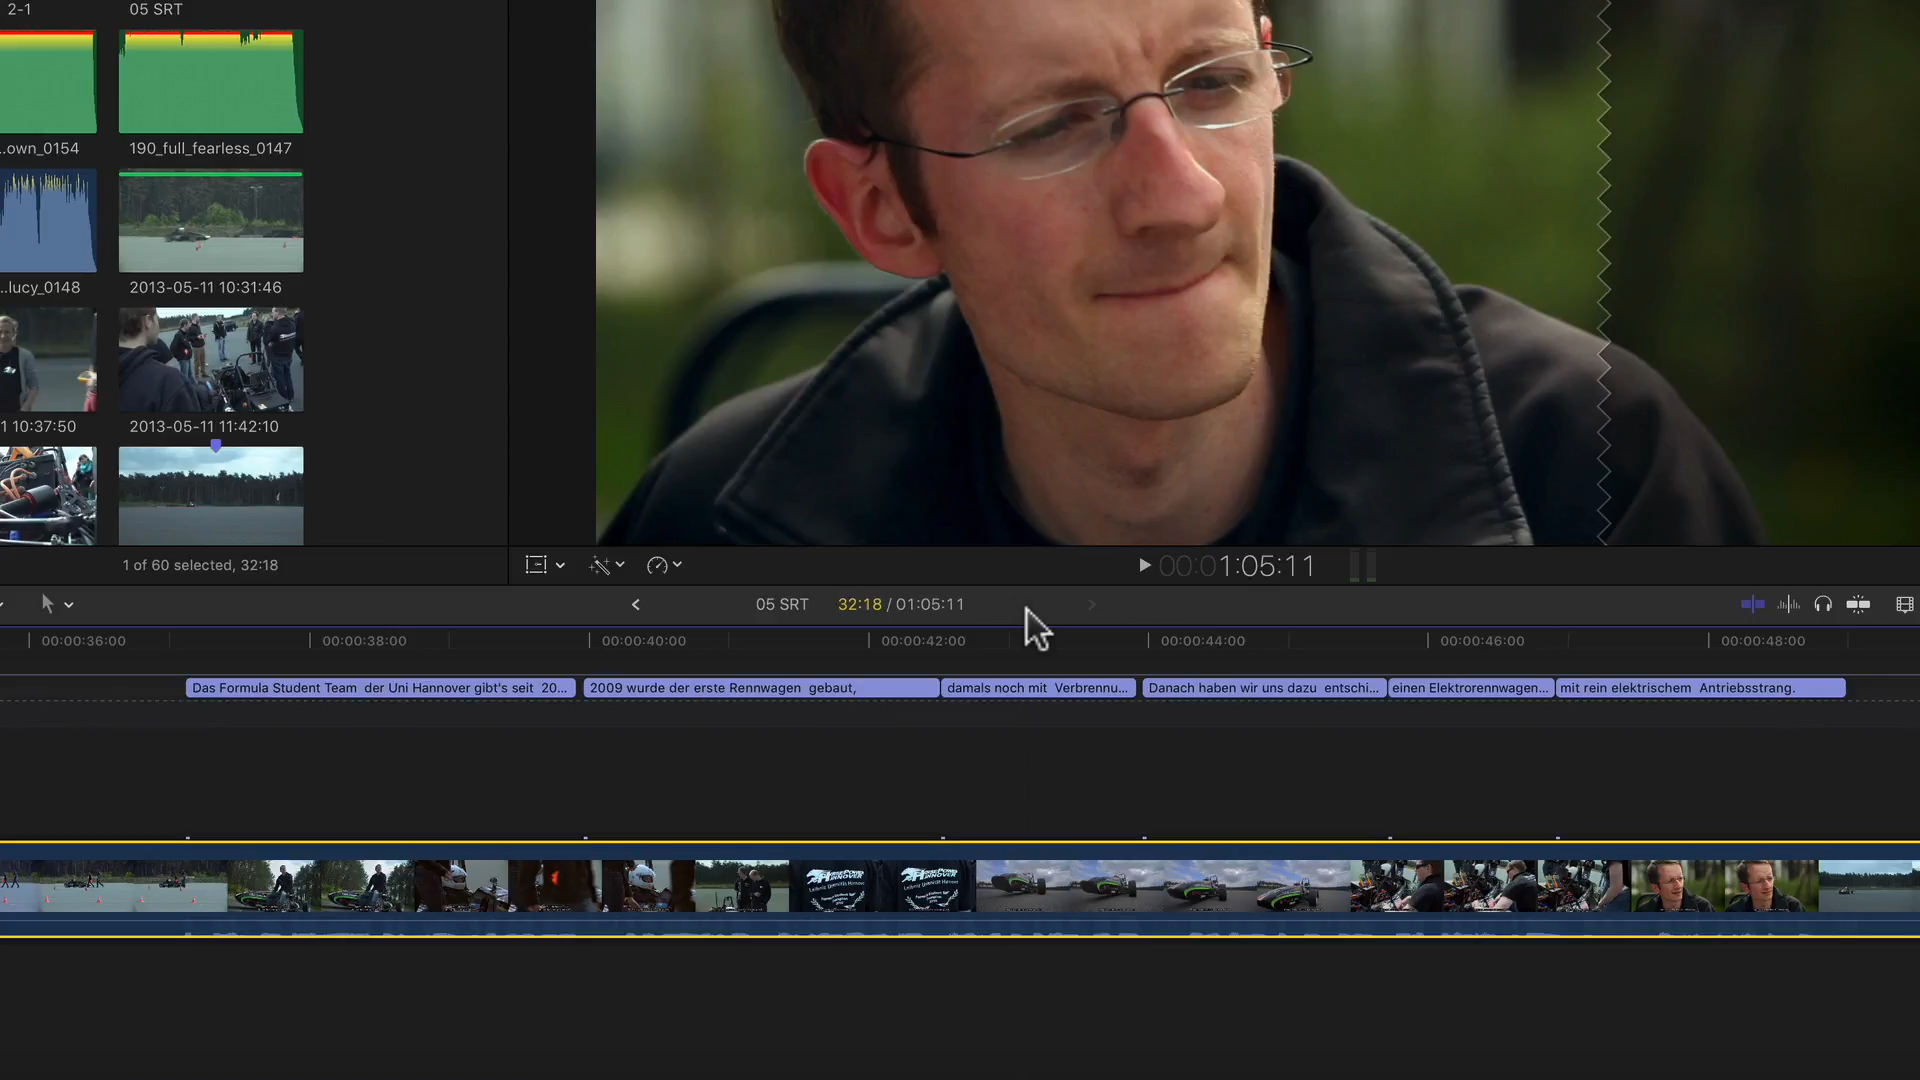 2-1
05 SRT
..own_0154
190_full_fearless_0147
..lucy_0148
2013-05-11 10:31:46
1 10:37:50
2013-05-11 11:42:10
1 of 60 selected, 32:18
00:00:01:05:11
05 SRT
32:18 / 01:05:11
00:00:36:00
00:00:38:00
00:00:40:00
00:00:42:00
00:00:44:00
00:00:46:00
00:00:48:00
Das Formula Student Team der Uni Hannover gibt's seit 20...
2009 wurde der erste Rennwagen gebaut,
damals noch mit Verbrennu...
Danach haben wir uns dazu entschi...
einen Elektrorennwagen...
mit rein elektrischem Antriebsstrang.